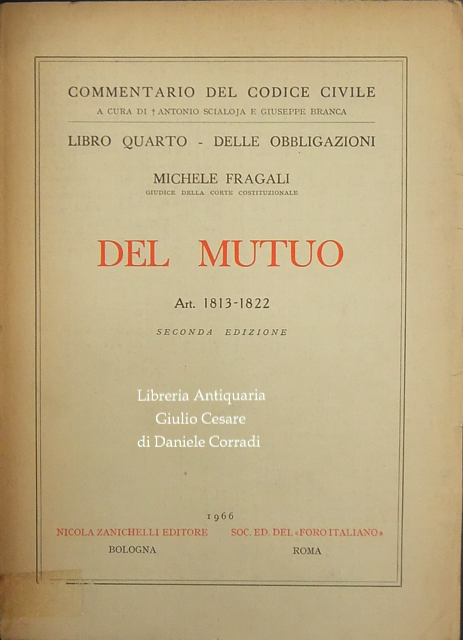 COMMENTARIO DEL CODICE CIVILE
A CURA DI † ANTONIO SCIALOJA E GIUSEPPE BRANCA
LIBRO QUARTO - DELLE OBBLIGAZIONI
MICHELE FRAGALI
GIUDICE DELLA CORTE COSTITUZIONALE
DEL MUTUO
Art. 1813-1822
SECONDA EDIZIONE
Libreria Antiquaria
Giulio Cesare
di Daniele Corradi
1966
NICOLA ZANICHELLI EDITORE SOC. ED. DEL «FORO ITALIANO»
BOLOGNA ROMA